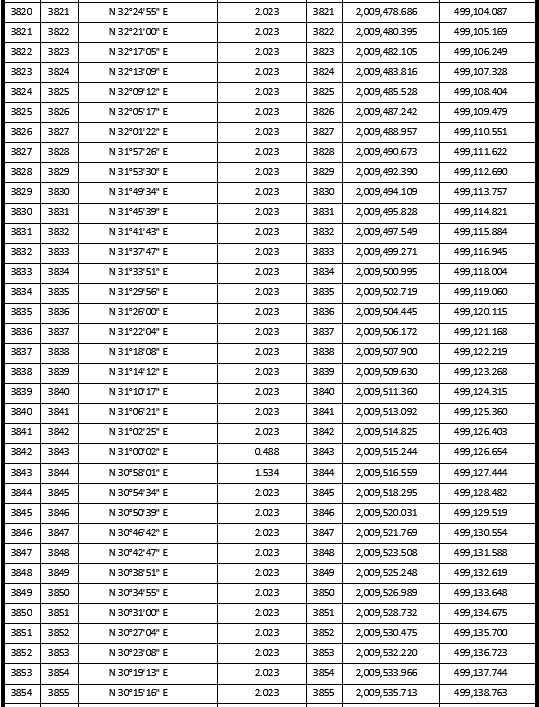 3820 3821 N 32°24'55" E 2.023 3821 2,009,478.686 499,104.087
3821 3822 N 32°21'00" E 2.023 3822 2,009,480.395 499,105.169
3822 3823 N 32°17'05" E 2.023 3823 2,009,482.105 499,106.249
3823 3824 N 32°13'09" E 2.023 3824 2,009,483.816 499,107.328
3824 3825 N 32°09'12" E 2.023 3825 2,009,485.528 499,108.404
3825 3826 N 32°05'17" E 2.023 3826 2,009,487.242 499,109.479
3826 3827 N 32°01'22" E 2.023 3827 2,009,488.957 499,110.551
3827 3828 N 31°57'26" E 2.023 3828 2,009,490.673 499,111.622
3828 3829 N 31°53'30" E 2.023 3829 2,009,492.390 499,112.690
3829 3830 N 31°49'34" E 2.023 3830 2,009,494.109 499,113.757
3830 3831 N 31°45'39" E 2.023 3831 2,009,495.828 499,114.821
3831 3832 N 31°41'43" E 2.023 3832 2,009,497.549 499,115.884
3832 3833 N 31°37'47" E 2.023 3833 2,009,499.271 499,116.945
3833 3834 N 31°33'51" E 2.023 3834 2,009,500.995 499,118.004
3834 3835 N 31°29'56" E 2.023 3835 2,009,502.719 499,119.060
3835 3836 N 31°26'00" E 2.023 3836 2,009,504.445 499,120.115
3836 3837 N 31°22'04" E 2.023 3837 2,009,506.172 499,121.168
3837 3838 N 31°18'08" E 2.023 3838 2,009,507.900 499,122.219
3838 3839 N 31°14'12" E 2.023 3839 2,009,509.630 499,123.268
3839 3840 N 31°10'17" E 2.023 3840 2,009,511.360 499,124.315
3840 3841 N 31°06'21" E 2.023 3841 2,009,513.092 499,125.360
3841 3842 N 31°02'25" E 2.023 3842 2,009,514.825 499,126.403
3842 3843 N 31°00'02" E 0.488 3843 2,009,515.244 499,126.654
3843 3844 N 30°58'01" E 1.534 3844 2,009,516.559 499,127.444
3844 3845 N 30°54'34" E 2.023 3845 2,009,518.295 499,128.482
3845 3846 N 30°50'39" E 2.023 3846 2,009,520.031 499,129.519
3846 3847 N 30°46'42" E 2.023 3847 2,009,521.769 499,130.554
3847 3848 N 30°42'47" E 2.023 3848 2,009,523.508 499,131.588
3848 3849 N 30°38'51" E 2.023 3849 2,009,525.248 499,132.619
3849 3850 N 30°34'55" E 2.023 3850 2,009,526.989 499,133.648
3850 3851 N 30°31'00" E 2.023 3851 2,009,528.732 499,134.675
3851 3852 N 30°27'04" E 2.023 3852 2,009,530.475 499,135.700
3852 3853 N 30°23'08" E 2.023 3853 2,009,532.220 499,136.723
3853 3854 N 30°19'13" E 2.023 3854 2,009,533.966 499,137.744
3854 3855 N 30°15'16" E 2.023 3855 2,009,535.713 499,138.763